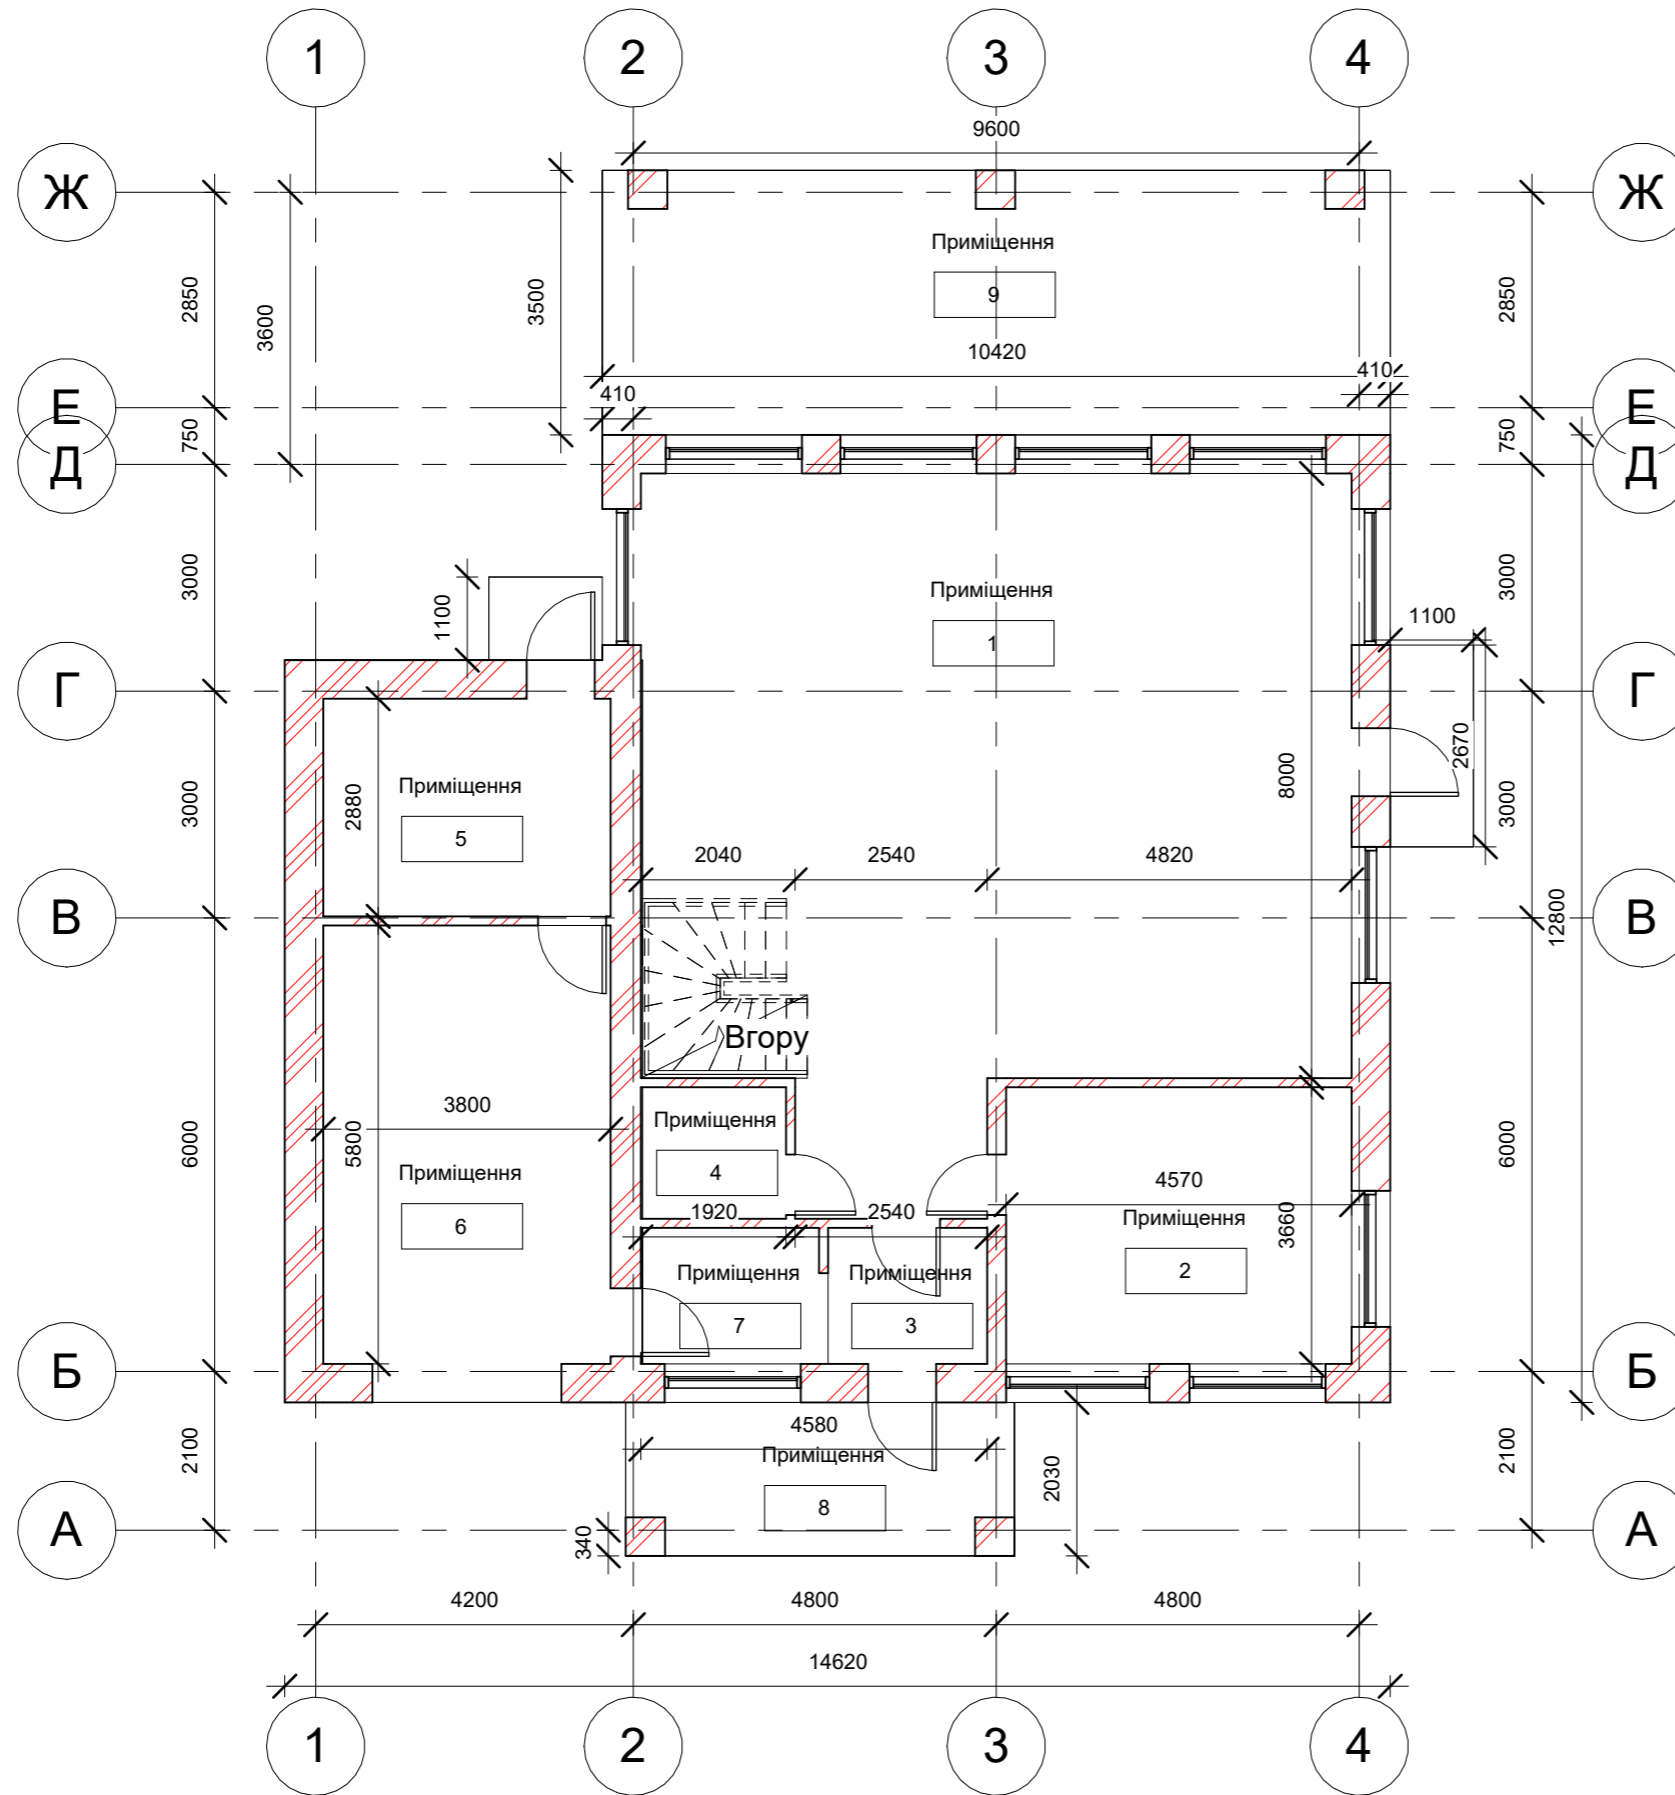 1 2 3 4
9600
Ж Ж
Приміщення
9
2850 3600 3500 2850
10420
410 410
Е Е
750 750
Д Д
3000 3000
1100
Приміщення
1
1100
Г Г
2670
8000
3000 2880 3000
Приміщення
5
2040 2540 4820
В В
12800
Вгору
3800
6000 5800 6000
Приміщення
4
Приміщення
6
4570
1920 2540
3660
Приміщення
2
Приміщення Приміщення
7 3
Б Б
4580
Приміщення
8
2100 2030 2100
340
А А
4200 4800 4800
14620
1 2 3 4